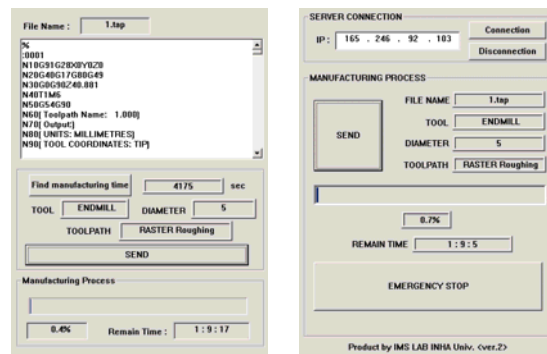 File Name : 1.tap
%
:0001
N10G91G28X0Y0Z0
N20G40G17G80G49
N30G0G90Z40.001
N40T1M6
N50G54G90
N60( Toolpath Name: 1.000)
N70( Output:)
N80( UNITS: MILLIMETRES)
N90( TOOL COORDINATES: TIP)
Find manufacturing time 4175 sec
TOOL ENDMILL DIAMETER 5
TOOLPATH RASTER Roughing
SEND
Manufacturing Process
0.4% Remain Time : 1 : 9 : 17
SERVER CONNECTION
IP : 165 . 246 . 92 . 103
Connection
Disconnection
MANUFACTURING PROCESS
SEND
FILE NAME 1.tap
TOOL ENDMILL
DIAMETER 5
TOOLPATH RASTER Roughing
0.7%
REMAIN TIME 1 : 9 : 5
EMERGENCY STOP
Product by IMS LAB INHA Univ. <ver.2>